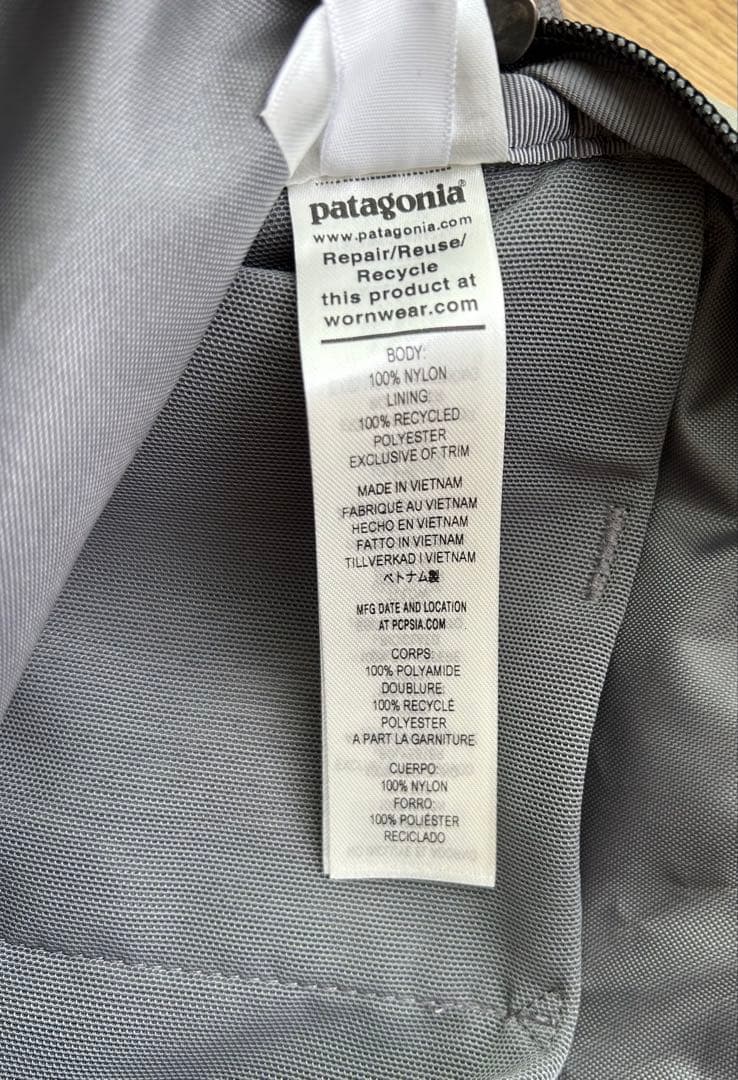 patagonia®
www.patagonia.com
Repair/Reuse/
Recycle
this product at
wornwear.com
BODY:
100% NYLON
LINING:
100% RECYCLED
POLYESTER
EXCLUSIVE OF TRIM
MADE IN VIETNAM
FABRIQUÉ AU VIETNAM
HECHO EN VIETNAM
FATTO IN VIETNAM
TILLVERKAD I VIETNAM
ベトナム製
MFG DATE AND LOCATION
AT PCPSIA.COM
CORPS:
100% POLYAMIDE
DOUBLURE:
100% RECYCLÉ
POLYESTER
A PART LA GARNITURE
CUERPO:
100% NYLON
FORRO:
100% POLIÉSTER
RECICLADO